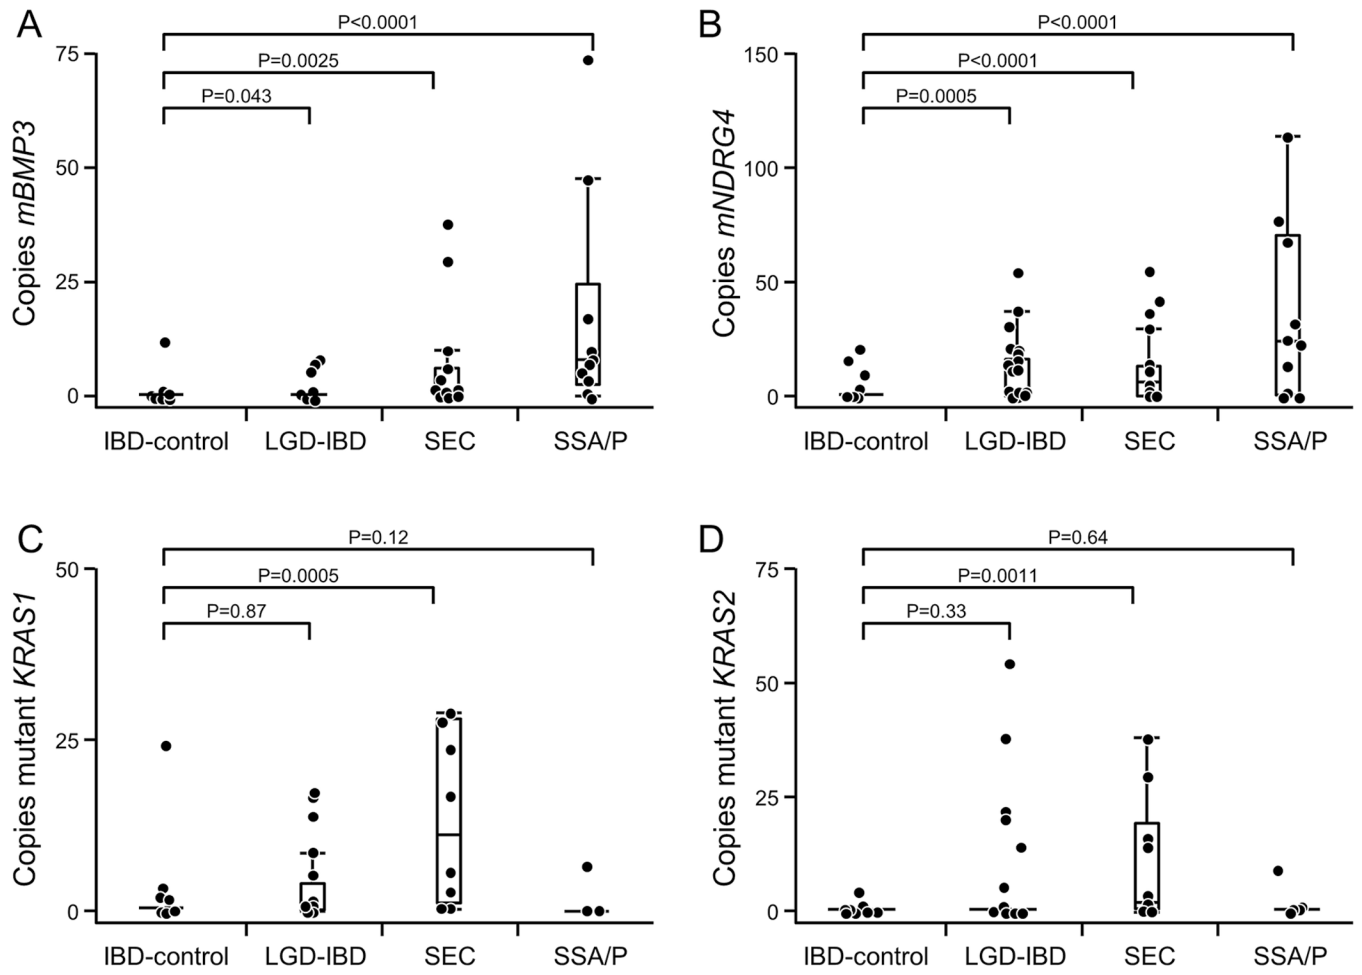 A
P<0.0001
P=0.0025
P=0.043
Copies mBMP3
75
50
25
0
IBD-control LGD-IBD SEC SSA/P
B
P<0.0001
P<0.0001
P=0.0005
Copies mNDRG4
150
100
50
0
IBD-control LGD-IBD SEC SSA/P
C
P=0.12
P=0.0005
P=0.87
Copies mutant KRAS1
50
25
0
IBD-control LGD-IBD SEC SSA/P
D
P=0.64
P=0.0011
P=0.33
Copies mutant KRAS2
75
50
25
0
IBD-control LGD-IBD SEC SSA/P